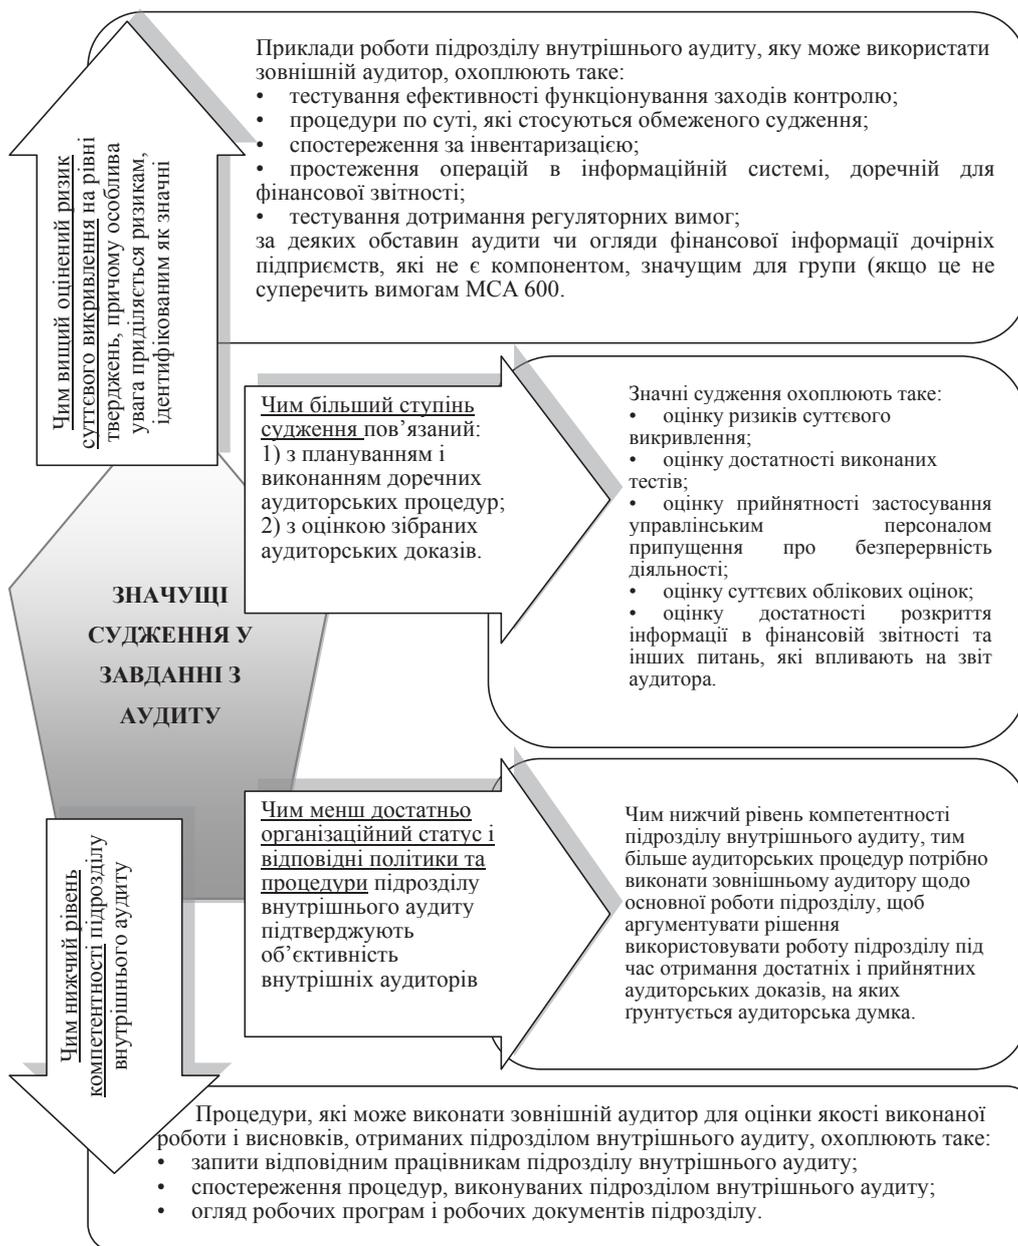 Приклади роботи підрозділу внутрішнього аудиту, яку може використати
зовнішній аудитор, охоплюють таке:
• тестування ефективності функціонування заходів контролю;
• процедури по суті, які стосуються обмеженого судження;
• спостереження за інвентаризацією;
• простеження операцій в інформаційній системі, доречній для
фінансової звітності;
• тестування дотримання регуляторних вимог;
за деяких обставин аудити чи огляди фінансової інформації дочірніх
підприємств, які не є компонентом, значущим для групи (якщо це не
суперечить вимогам МСА 600.
Чим вищий оцінений ризик
суттєвого викривлення на рівні
тверджень, причому особлива
увага приділяється ризикам,
ідентифікованим як значні
Чим більший ступінь
судження пов’язаний:
1) з плануванням і
виконанням доречних
аудиторських процедур;
2) з оцінкою зібраних
аудиторських доказів.
Значні судження охоплюють таке:
• оцінку ризиків суттєвого
викривлення;
• оцінку достатності виконаних
тестів;
• оцінку прийнятності застосування
управлінським персоналом
припущення про безперервність
діяльності;
• оцінку суттєвих облікових оцінок;
• оцінку достатності розкриття
інформації в фінансовій звітності та
інших питань, які впливають на звіт
аудитора.
ЗНАЧУЩІ
СУДЖЕННЯ У
ЗАВДАННІ З
АУДИТУ
Чим менш достатньо
організаційний статус і
відповідні політики та
процедури підрозділу
внутрішнього аудиту
підтверджують
об’єктивність
внутрішніх аудиторів
Чим нижчий рівень компетентності
підрозділу внутрішнього аудиту, тим
більше аудиторських процедур потрібно
виконати зовнішньому аудитору щодо
основної роботи підрозділу, щоб
аргументувати рішення
використовувати роботу підрозділу під
час отримання достатніх і прийнятних
аудиторських доказів, на яких
ґрунтується аудиторська думка.
Чим нижчий рівень
компетентності підрозділу
внутрішнього аудиту
Процедури, які може виконати зовнішній аудитор для оцінки якості виконаної
роботи і висновків, отриманих підрозділом внутрішнього аудиту, охоплюють таке:
• запити відповідним працівникам підрозділу внутрішнього аудиту;
• спостереження процедур, виконуваних підрозділом внутрішнього аудиту;
• огляд робочих програм і робочих документів підрозділу.